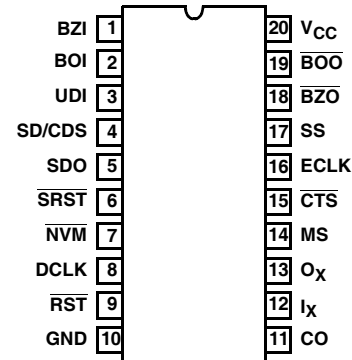 BZI 1 20 VCC
BOI 2 19 BOO
UDI 3 18 BZO
SD/CDS 4 17 SS
SDO 5 16 ECLK
SRST 6 15 CTS
NVM 7 14 MS
DCLK 8 13 OX
RST 9 12 IX
GND 10 11 CO